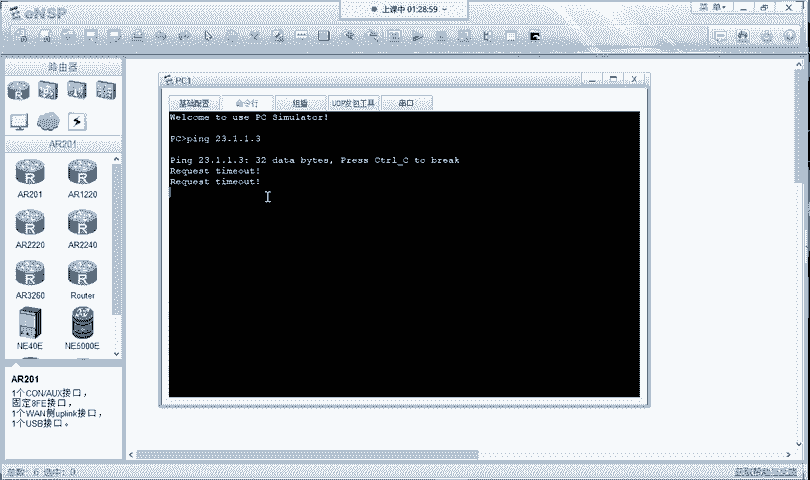 eNSP
上课中 01:28:59
菜 单
路由器
AR201
AR201
AR1220
AR2220
AR2240
AR3260
Router
NE40E
NE5000E
AR201
1个CON/AUX接口，
固定8FE接口，
1个WAN侧uplink接口，
1个USB接口。
PC1
基础配置
命令行
组播
UDP发包工具
串口
Welcome to use PC Simulator!
PC>ping 23.1.1.3
Ping 23.1.1.3: 32 data bytes, Press Ctrl_C to break
Request timeout!
Request timeout!
总数: 6 选中: 0
获取帮助与反馈